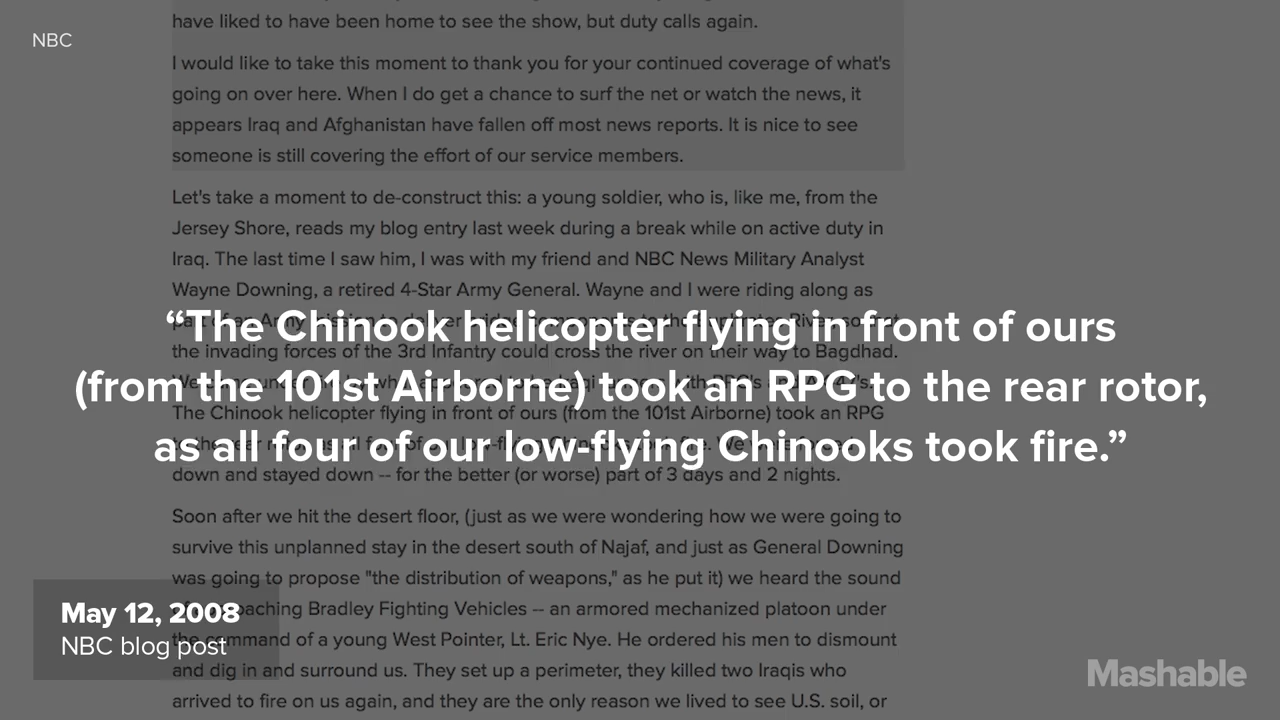 NBC
have liked to have been home to see the show, but duty calls again.
I would like to take this moment to thank you for your continued coverage of what's
going on over here. When I do get a chance to surf the net or watch the news, it
appears Iraq and Afghanistan have fallen off most news reports. It is nice to see
someone is still covering the effort of our service members.
Let's take a moment to de-construct this: a young soldier, who is, like me, from the
Jersey Shore, reads my blog entry last week during a break while on active duty in
Iraq. The last time I saw him, I was with my friend and NBC News Military Analyst
Wayne Downing, a retired 4-Star Army General. Wayne and I were riding along as
“The Chinook helicopter flying in front of ours
the invading forces of the 3rd Infantry could cross the river on their way to Baghdad.
(from the 101st Airborne) took an RPG to the rear rotor,
The Chinook helicopter flying in front of ours (from the 101st Airborne) took an RPG
as all four of our low-flying Chinooks took fire.”
down and stayed down -- for the better (or worse) part of 3 days and 2 nights.
Soon after we hit the desert floor, (just as we were wondering how we were going to
survive this unplanned stay in the desert south of Najaf, and just as General Downing
was going to propose "the distribution of weapons," as he put it) we heard the sound
Bradley Fighting Vehicles -- an armored mechanized platoon under
May 12, 2008
the command of a young West Pointer, Lt. Eric Nye. He ordered his men to dismount
NBC blog post
and dig in and surround us. They set up a perimeter, they killed two Iraqis who
arrived to fire on us again, and they are the only reason we lived to see U.S. soil, or
Mashable